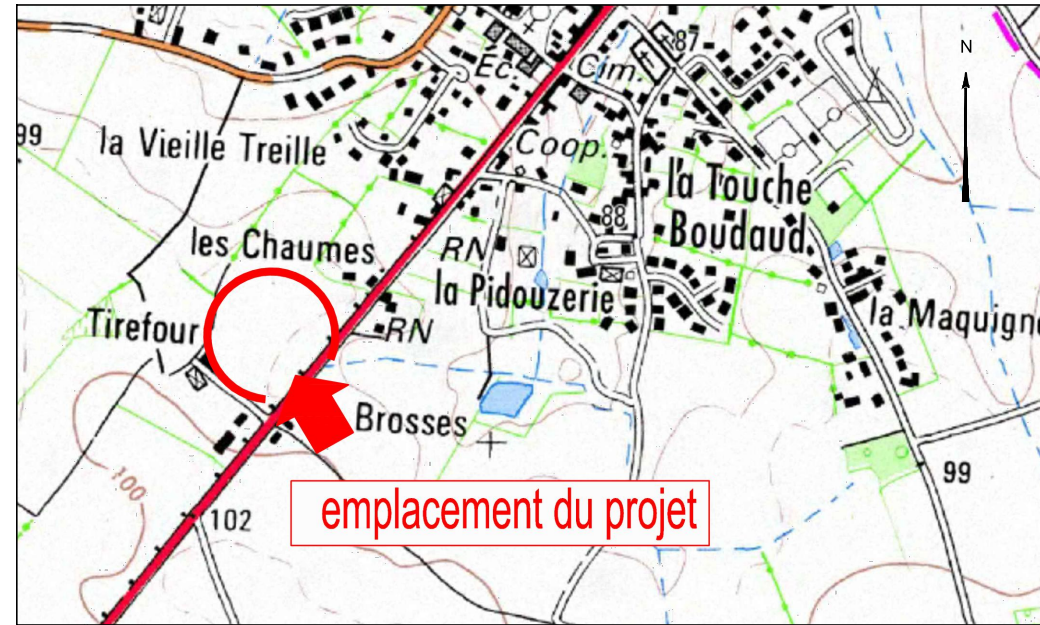 87
N
Éc.
Cim.
99
la Vieille Treille
Coop.
la Touche
Boudaud
88
les Chaumes
RN
la Pidouzerie
Tirefour
RN
la Maquign
Brosses
100
99
emplacement du projet
102